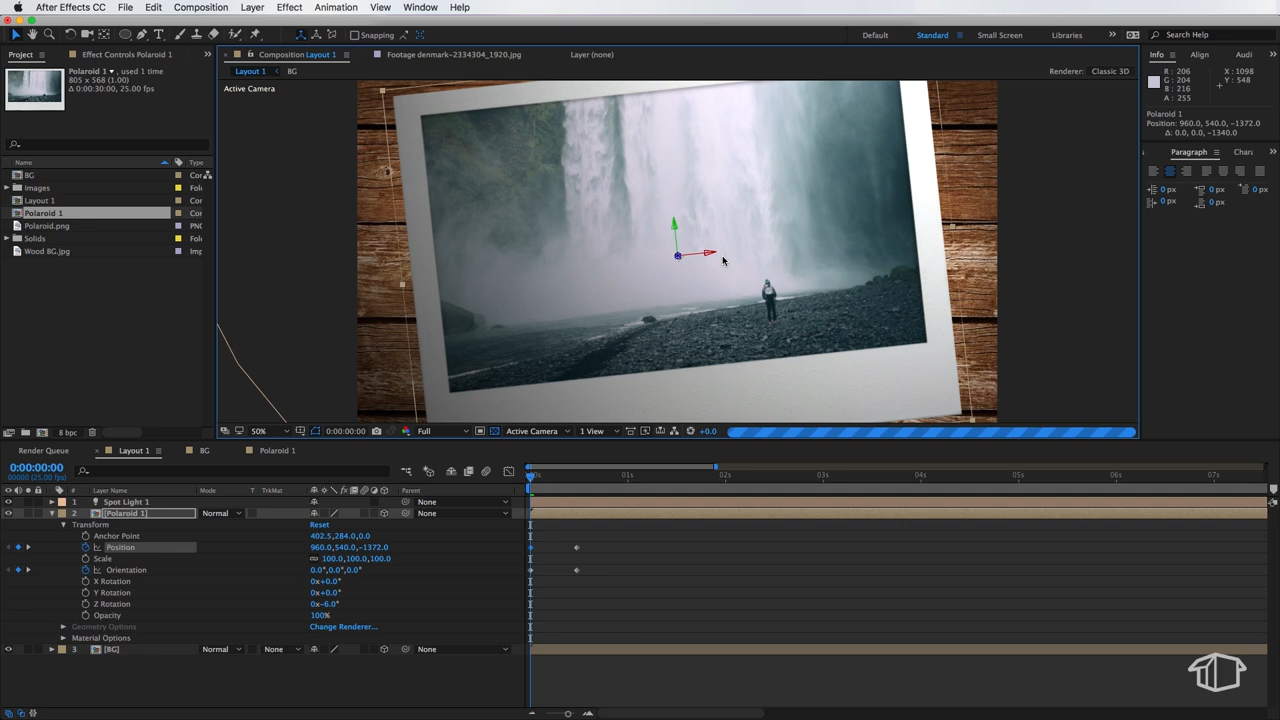 After Effects CC File Edit Composition Layer Effect Animation View Window Help
Snapping Default Standard Small Screen Libraries Search Help
Project Effect Controls Polaroid 1 Composition Layout 1 Footage denmark-2334304_1920.jpg Layer (none) Info Align Audi
Polaroid 1 , used 1 time
805 x 568 (1.00)
Δ 0:00:30:00, 25.00 fps
Layout 1 BG Renderer: Classic 3D
Active Camera
R : 206 X : 1098
G : 204 Y : 548
B : 216
A : 255
Polaroid 1
Position: 960.0, 540.0, -1372.0
Δ: 0.0, 0.0, -1340.0
Paragraph Chara
0 px 0 px 0 px
0 px 0 px
Name Type
BG Cor
Images Fol
Layout 1 Cor
Polaroid 1 Cor
Polaroid.png PNC
Solids Fol
Wood BG.jpg Imp
8 bpc
50% 0:00:00:00 Full Active Camera 1 View +0.0
Render Queue Layout 1 BG Polaroid 1
0:00:00:00
00000 (25.00 fps)
# Layer Name Mode T TrkMat Parent
01s 02s 03s 04s 05s 06s 07s
1 Spot Light 1 None
2 [Polaroid 1] Normal None
Transform Reset
Anchor Point 402.5,284.0,0.0
Position 960.0,540.0,-1372.0
Scale 100.0,100.0,100.0%
Orientation 0.0°,0.0°,0.0°
X Rotation 0x+0.0°
Y Rotation 0x+0.0°
Z Rotation 0x-6.0°
Opacity 100%
Geometry Options Change Renderer...
Material Options
3 [BG] Normal None None